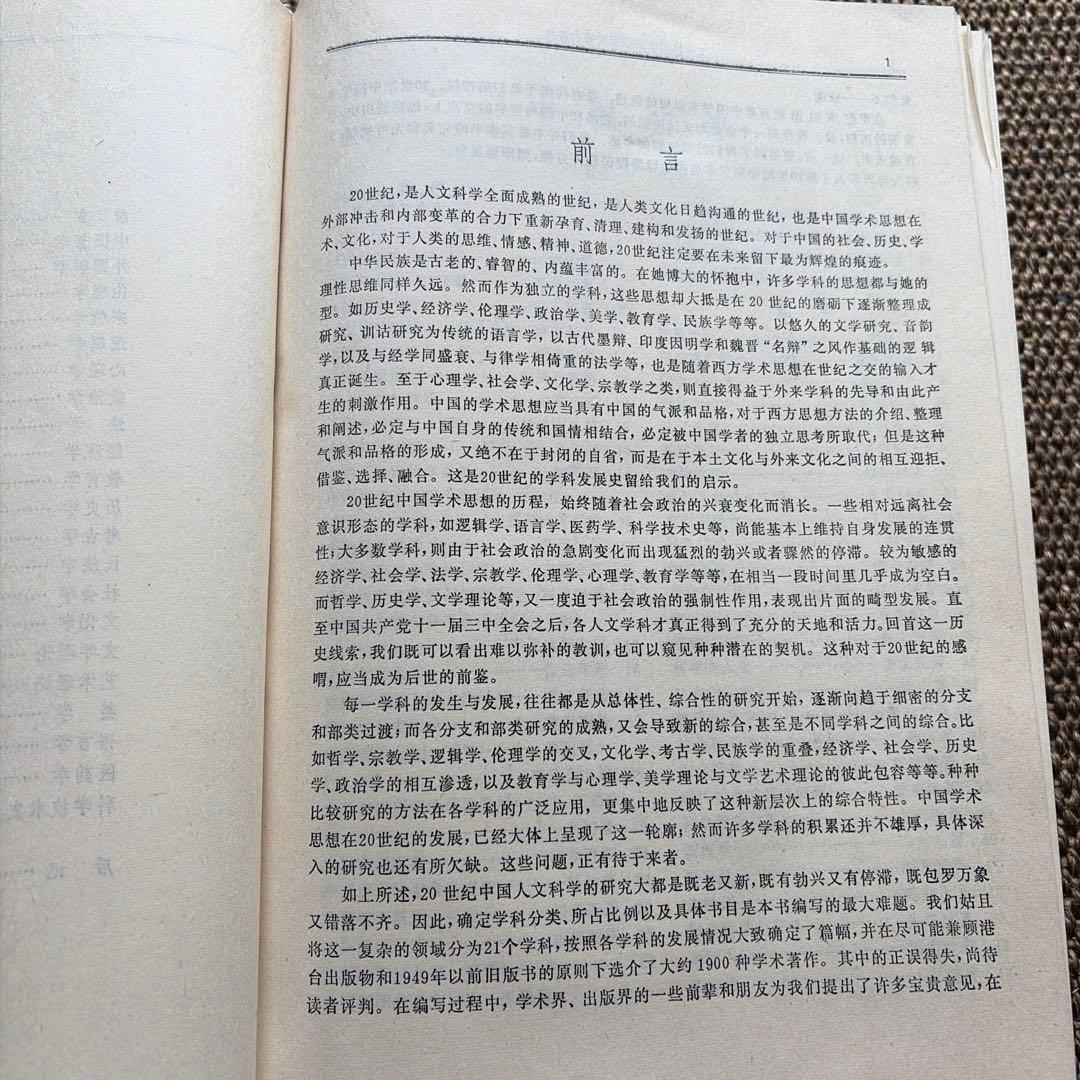 1
前 言
20世纪,是人文科学全面成熟的世纪,是人类文化日趋沟通的世纪,也是中国学术思想在
外部冲击和内部变革的合力下重新孕育、清理、建构和发扬的世纪。对于中国的社会、历史、学
术、文化,对于人类的思维、情感、精神、道德,20世纪注定要在未来留下最为辉煌的痕迹。
中华民族是古老的、睿智的、内蕴丰富的。在她博大的怀抱中,许多学科的思想都与她的
理性思维同样久远。然而作为独立的学科,这些思想却大抵是在 20 世纪的磨砺下逐渐整理成
型。如历史学、经济学、伦理学、政治学、美学、教育学、民族学等等。以悠久的文学研究、音韵
研究、训诂研究为传统的语言学,以古代墨辩、印度因明学和魏晋“名辩”之风作基础的逻辑
学,以及与经学同盛衰、与律学相倚重的法学等,也是随着西方学术思想在世纪之交的输入才
真正诞生。至于心理学、社会学、文化学、宗教学之类,则直接得益于外来学科的先导和由此产
生的刺激作用。中国的学术思想应当具有中国的气派和品格,对于西方思想方法的介绍、整理
和阐述,必定与中国自身的传统和国情相结合,必定被中国学者的独立思考所取代;但是这种
气派和品格的形成,又绝不在于封闭的自省,而是在于本土文化与外来文化之间的相互迎拒、
借鉴、选择、融合。这是20世纪的学科发展史留给我们的启示。
20世纪中国学术思想的历程,始终随着社会政治的兴衰变化而消长。一些相对远离社会
意识形态的学科,如逻辑学、语言学、医药学、科学技术史等,尚能基本上维持自身发展的连贯
性;大多数学科,则由于社会政治的急剧变化而出现猛烈的勃兴或者骤然的停滞。较为敏感的
经济学、社会学、法学、宗教学、伦理学、心理学、教育学等等,在相当一段时间里几乎成为空白。
而哲学、历史学、文学理论等,又一度迫于社会政治的强制性作用,表现出片面的畸型发展。直
至中国共产党十一届三中全会之后,各人文学科才真正得到了充分的天地和活力。回首这一历
史线索,我们既可以看出难以弥补的教训,也可以窥见种种潜在的契机。这种对于20世纪的感
喟,应当成为后世的前鉴。
每一学科的发生与发展,往往都是从总体性、综合性的研究开始,逐渐向趋于细密的分支
和部类过渡;而各分支和部类研究的成熟,又会导致新的综合,甚至是不同学科之间的综合。比
如哲学、宗教学、逻辑学、伦理学的交叉,文化学、考古学、民族学的重叠,经济学、社会学、历史
学、政治学的相互渗透,以及教育学与心理学、美学理论与文学艺术理论的彼此包容等等。种种
比较研究的方法在各学科的广泛应用,更集中地反映了这种新层次上的综合特性。中国学术
思想在20世纪的发展,已经大体上呈现了这一轮廓;然而许多学科的积累还并不雄厚,具体深
入的研究也还有所欠缺。这些问题,正有待于来者。
如上所述,20 世纪中国人文科学的研究大都是既老又新,既有勃兴又有停滞,既包罗万象
又错落不齐。因此,确定学科分类、所占比例以及具体书目是本书编写的最大难题。我们姑且
将这一复杂的领域分为21个学科,按照各学科的发展情况大致确定了篇幅,并在尽可能兼顾港
台出版物和1949年以前旧版书的原则下选介了大约 1900 种学术著作。其中的正误得失,尚待
读者评判。在编写过程中,学术界、出版界的一些前辈和朋友为我们提出了许多宝贵意见,在